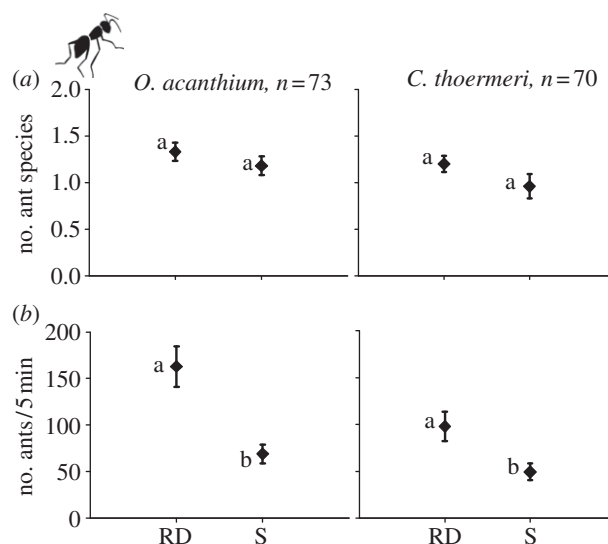 (a)
O. acanthium, n=73
C. thoermeri, n=70
no. ant species
2.0
1.5
1.0
0.5
0.0
a
a
a
a
(b)
no. ants/5 min
200
150
100
50
0
a
b
a
b
RD
S
RD
S